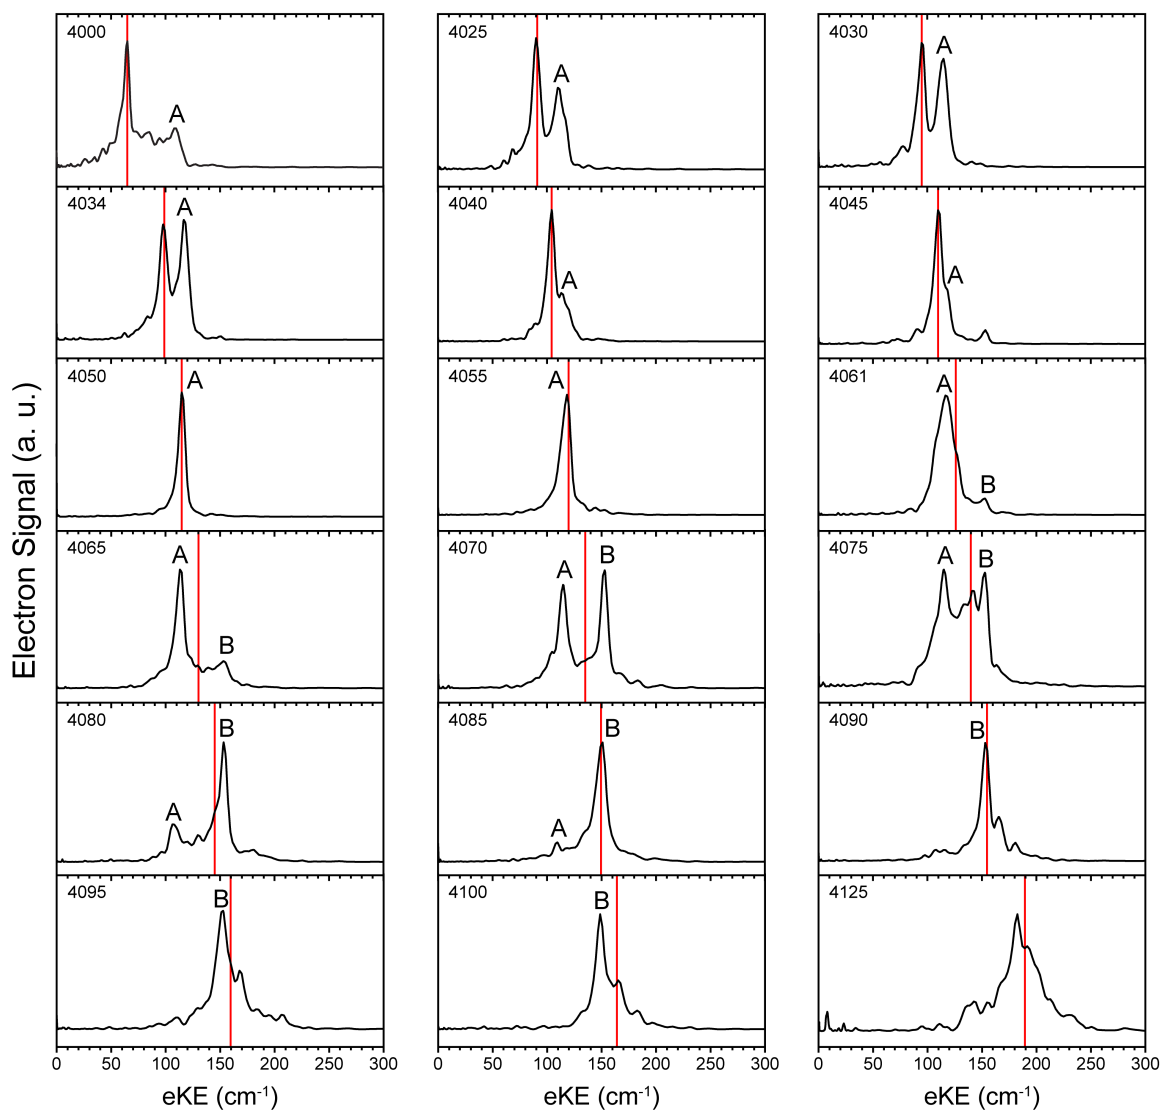 4000
A
4025
A
4030
A
4034
A
4040
A
4045
A
4050
A
4055
A
4061
A
B
4065
A
B
4070
A
B
4075
A
B
4080
A
B
4085
A
B
4090
B
4095
B
4100
B
4125
Electron Signal (a. u.)
0 50 100 150 200 250 300
0 50 100 150 200 250 300
0 50 100 150 200 250 300
eKE (cm⁻¹)
eKE (cm⁻¹)
eKE (cm⁻¹)